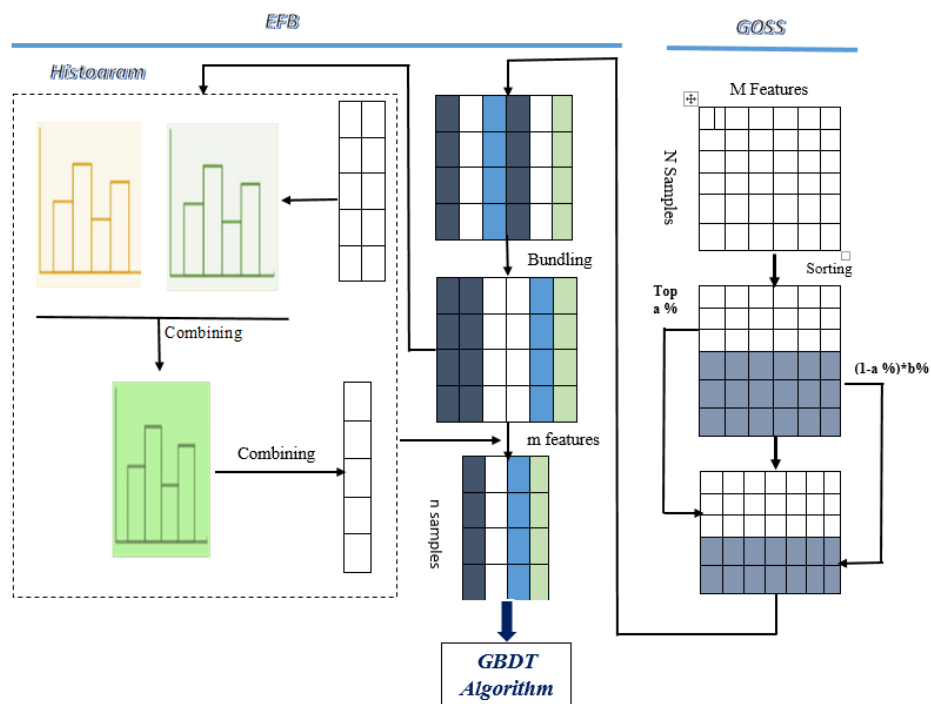 EFB
GOSS
Histoaram
M Features
N Samples
Bundling
Sorting
Top
a %
Combining
(1-a %)*b%
Combining
m features
n samples
GBDT
Algorithm